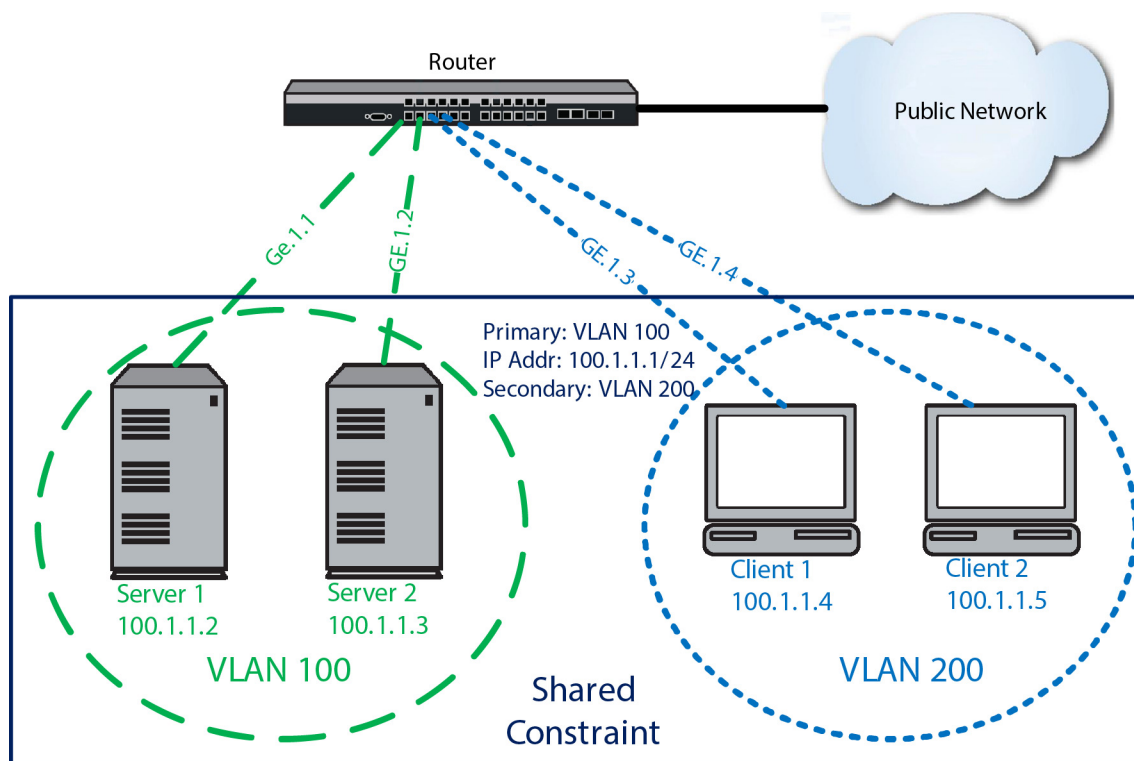 Router
Public Network
Ge.1.1
GE.1.2
GE.1.3
GE.1.4
Primary: VLAN 100
IP Addr: 100.1.1.1/24
Secondary: VLAN 200
Server 1
100.1.1.2
Server 2
100.1.1.3
Client 1
100.1.1.4
Client 2
100.1.1.5
VLAN 100
VLAN 200
Shared
Constraint